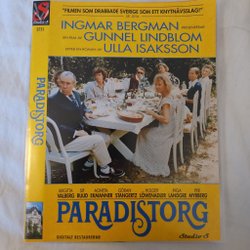 "FILMEN SOM DRABBADE SVERIGE SOM ETT KNYTNÄVSSLAG!"
INGMAR BERGMAN
EN FILM AV GUNNEL LINDBLOM
EFTER EN ROMAN AV ULLA ISAKSSON
PARADISTORG
BIRGITTA VALBERG
SIF RUUD
AGNETA EKMANNER
GÖRAN STANGERTZ
HOLGER LÖWENADLER
INGA LANDGRÉ
PER MYRBERG
PARADISTORG
DIGITALT RESTAURERAD
Studio S